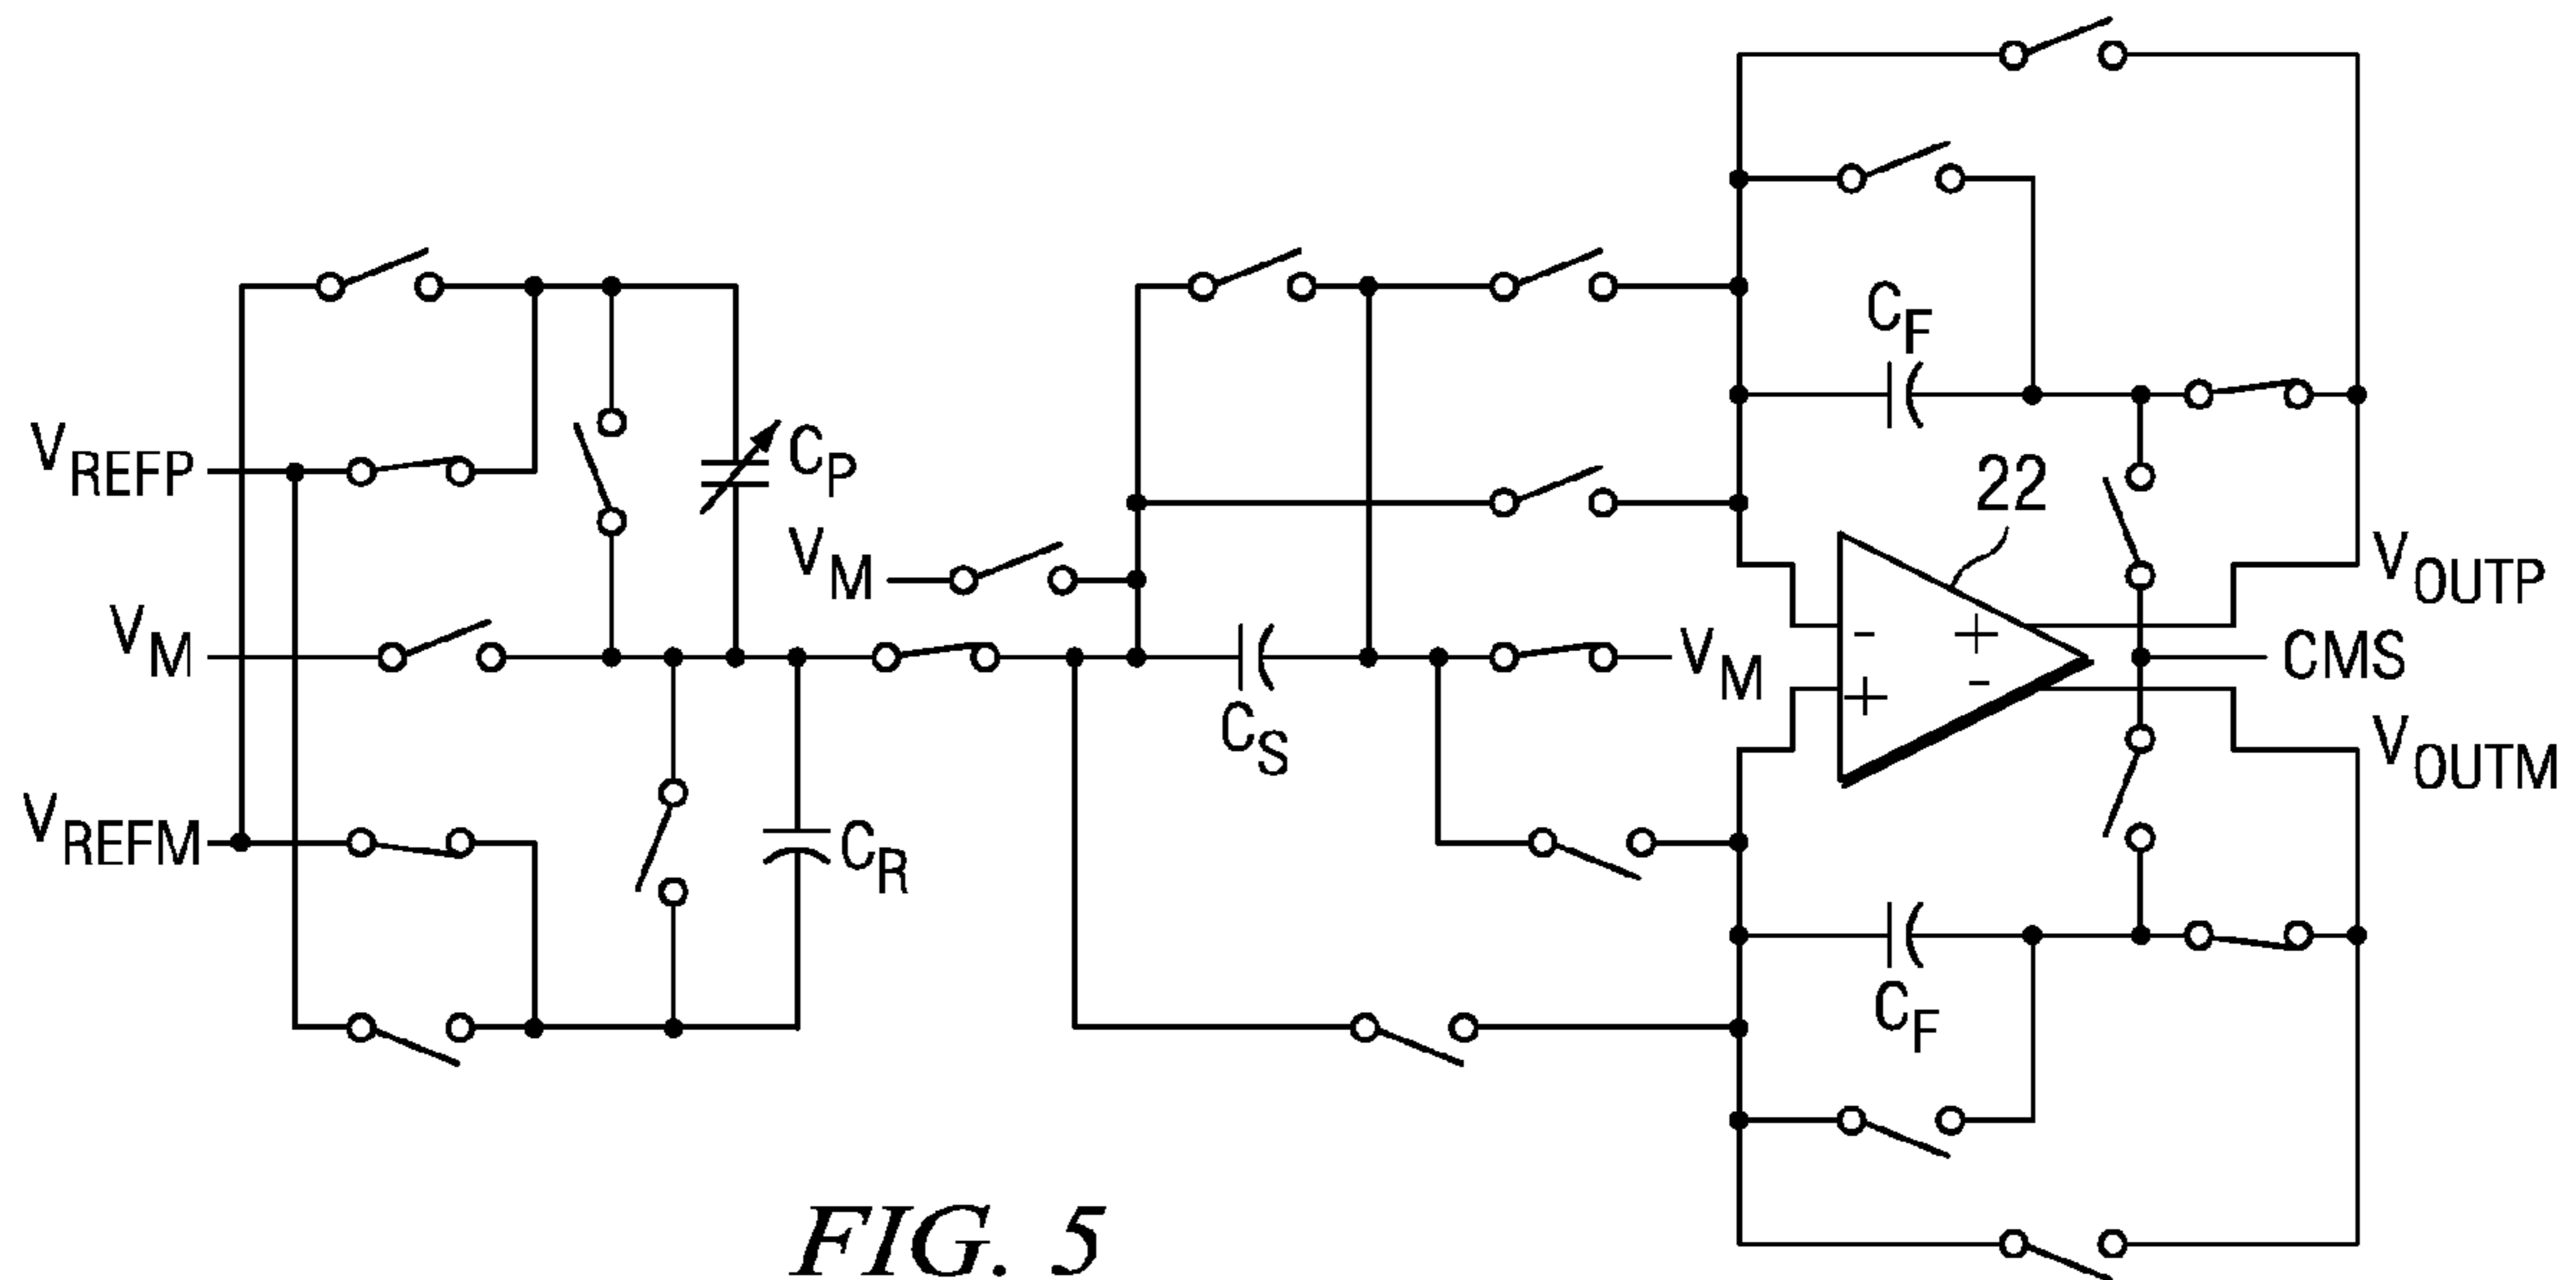 C_F
V_REFP
C_P
22
V_M
V_OUTP
V_M
V_M
- +
CMS
+ -
C_S
V_OUTM
V_REFM
C_R
C_F
FIG. 5